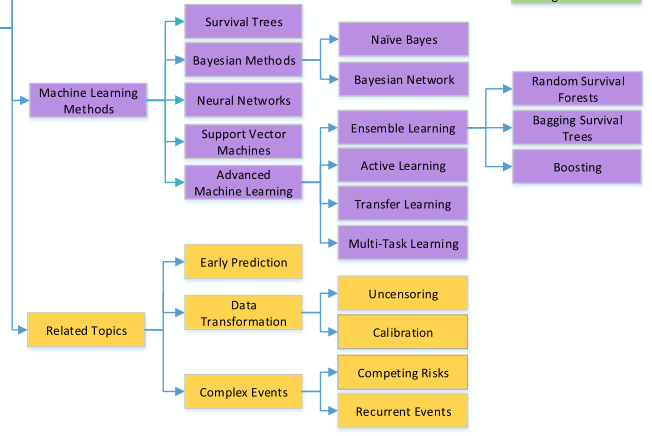 Machine Learning
Methods
Survival Trees
Bayesian Methods
Naïve Bayes
Bayesian Network
Neural Networks
Support Vector
Machines
Advanced
Machine Learning
Ensemble Learning
Random Survival
Forests
Bagging Survival
Trees
Boosting
Active Learning
Transfer Learning
Multi-Task Learning
Related Topics
Early Prediction
Data
Transformation
Uncensoring
Calibration
Complex Events
Competing Risks
Recurrent Events